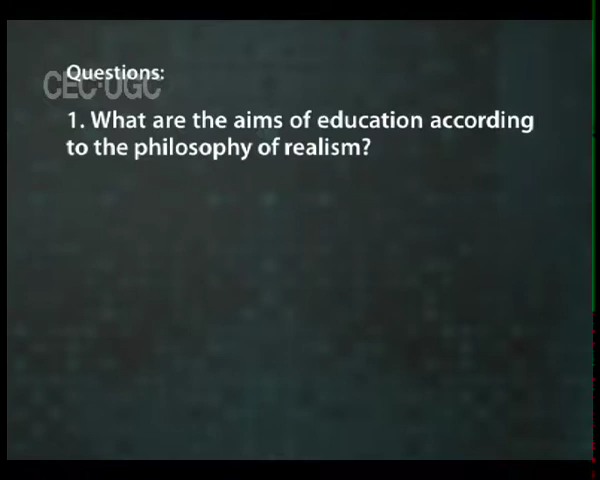 Questions:
CEC-UGC
1. What are the aims of education according
to the philosophy of realism?